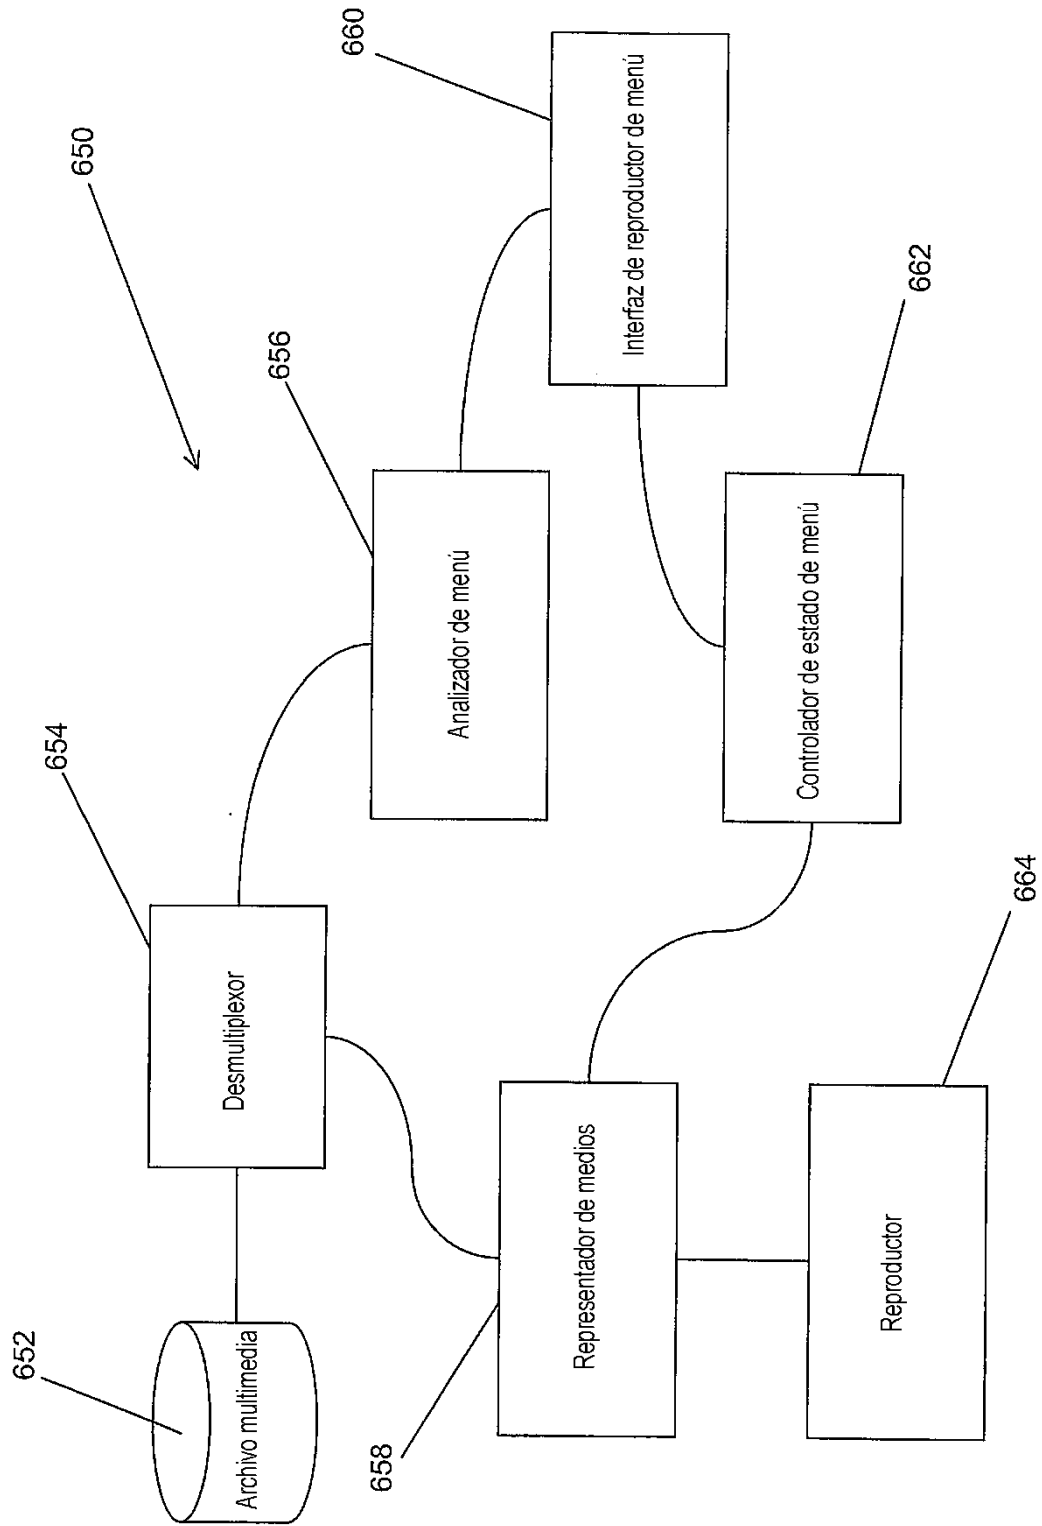 650
652
Archivo multimedia
654
Desmultiplexor
656
Analizador de menú
660
Interfaz de reproductor de menú
658
Representador de medios
662
Controlador de estado de menú
664
Reproductor